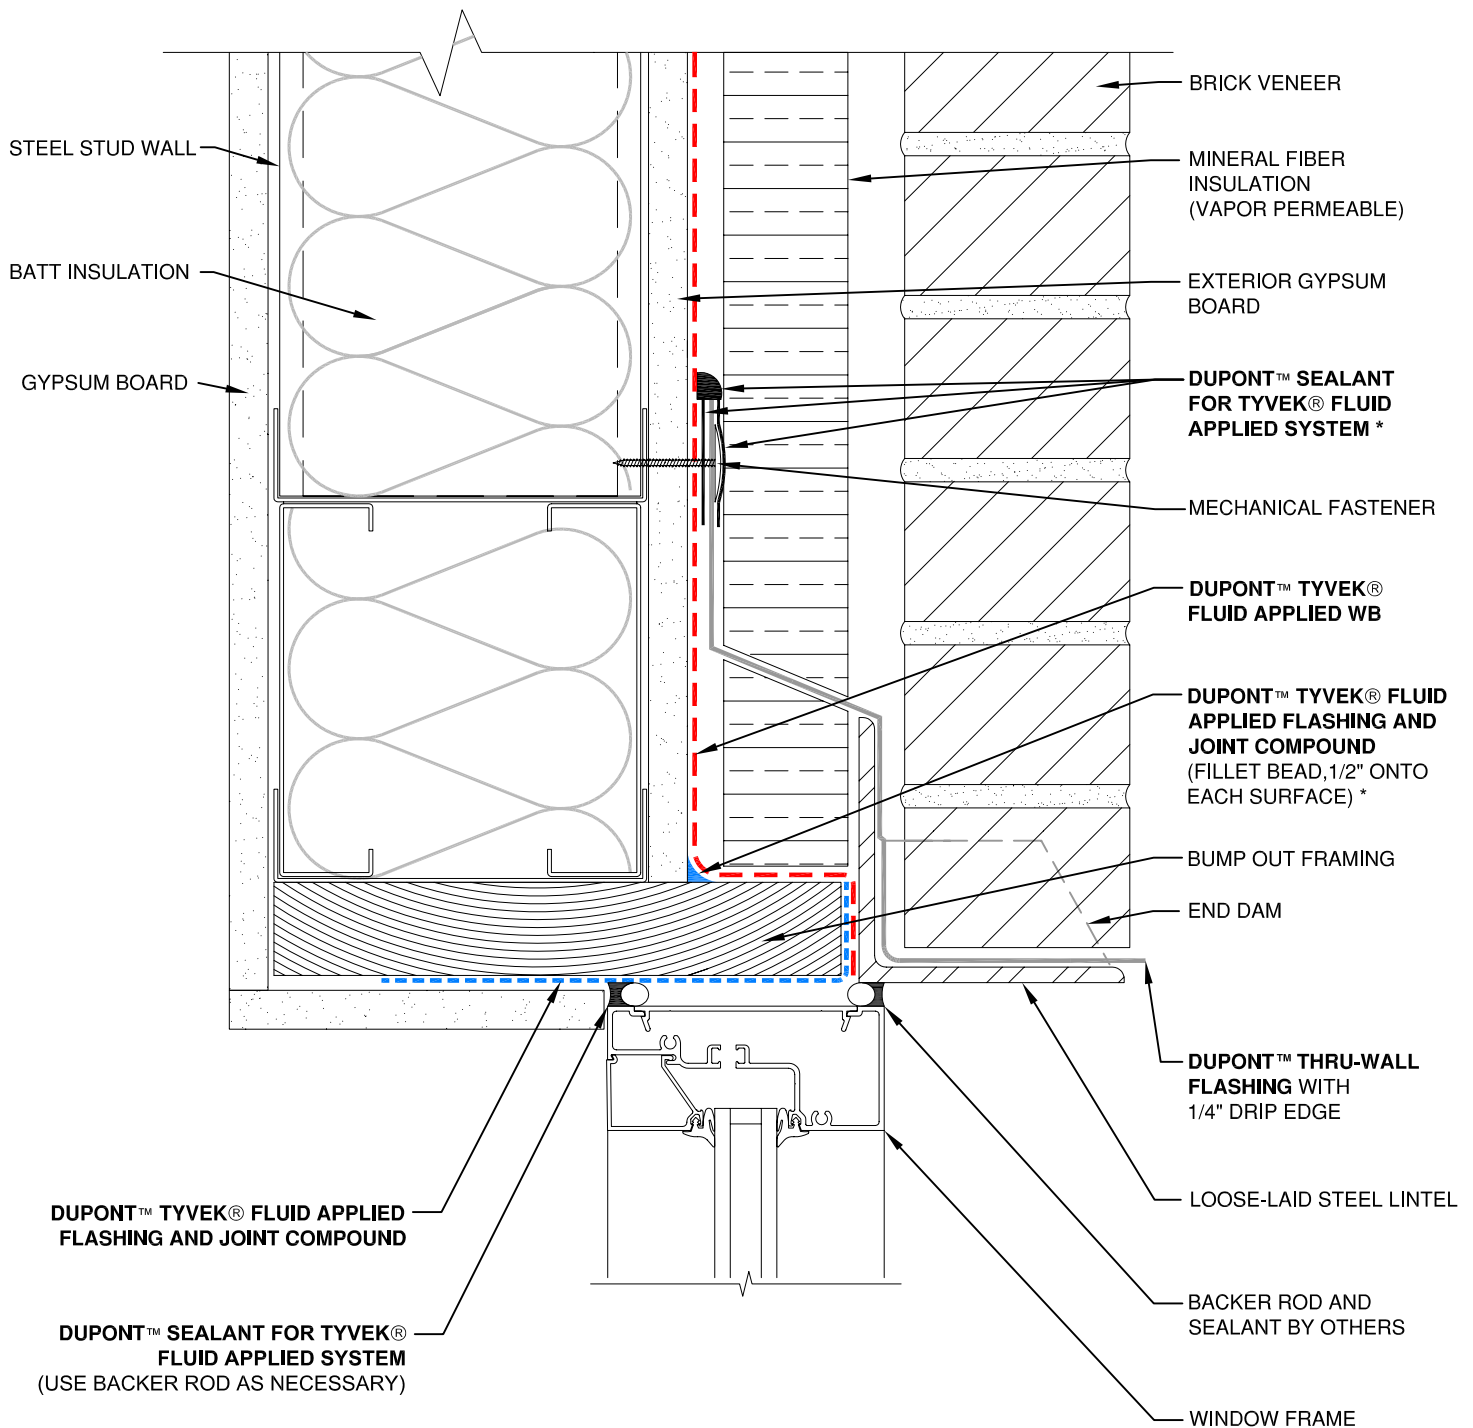 STEEL STUD WALL
BATT INSULATION
GYPSUM BOARD
BRICK VENEER
MINERAL FIBER
INSULATION
(VAPOR PERMEABLE)
EXTERIOR GYPSUM
BOARD
DUPONT™ SEALANT
FOR TYVEK® FLUID
APPLIED SYSTEM *
MECHANICAL FASTENER
DUPONT™ TYVEK®
FLUID APPLIED WB
DUPONT™ TYVEK® FLUID
APPLIED FLASHING AND
JOINT COMPOUND
(FILLET BEAD,1/2" ONTO
EACH SURFACE) *
BUMP OUT FRAMING
END DAM
DUPONT™ THRU-WALL
FLASHING WITH
1/4" DRIP EDGE
LOOSE-LAID STEEL LINTEL
BACKER ROD AND
SEALANT BY OTHERS
WINDOW FRAME
DUPONT™ TYVEK® FLUID APPLIED
FLASHING AND JOINT COMPOUND
DUPONT™ SEALANT FOR TYVEK®
FLUID APPLIED SYSTEM
(USE BACKER ROD AS NECESSARY)